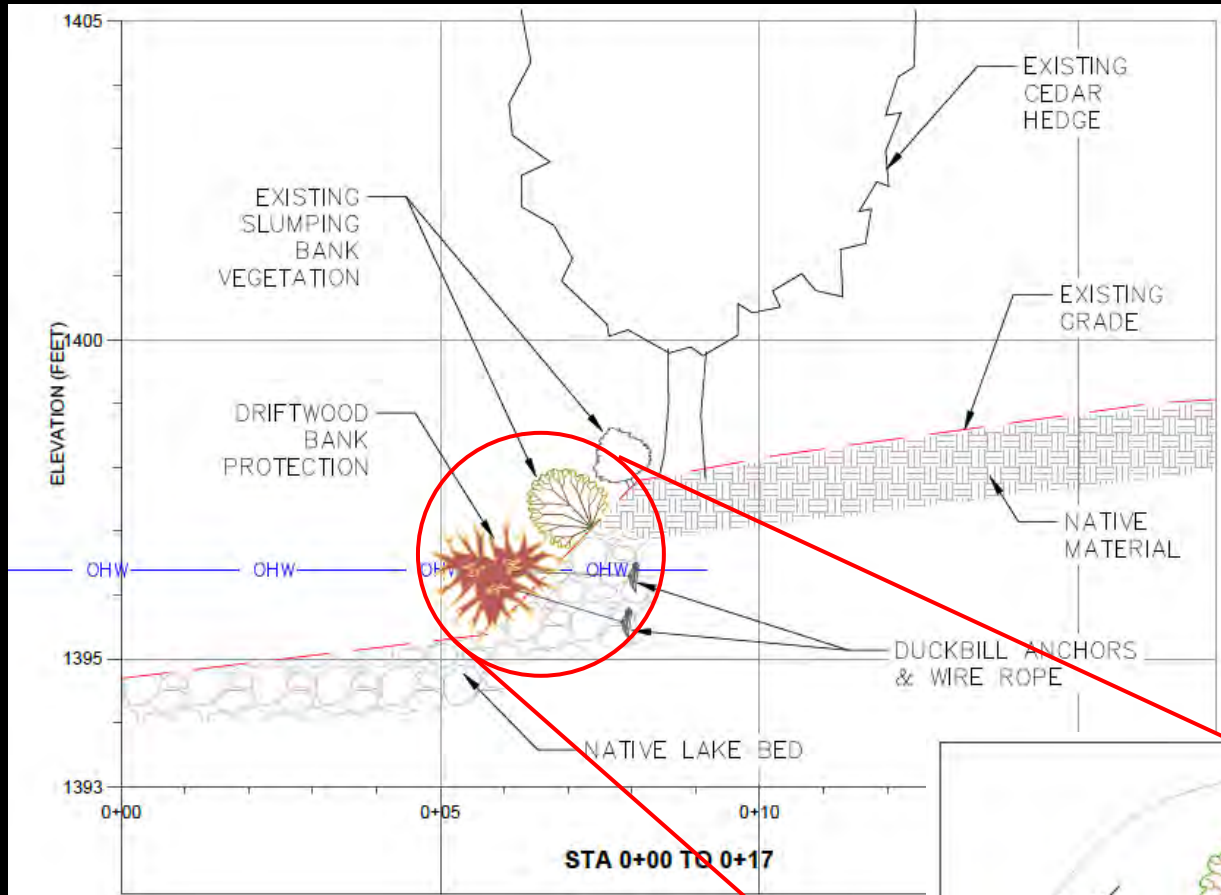 1405
EXISTING
CEDAR
HEDGE
EXISTING
SLUMPING
BANK
VEGETATION
EXISTING
GRADE
ELEVATION (FEET)
1400
DRIFTWOOD
BANK
PROTECTION
NATIVE
MATERIAL
OHW
OHW
OHW
OHW
1395
DUCKBILL ANCHORS
& WIRE ROPE
NATIVE LAKE BED
1393
0+00
0+05
0+10
STA 0+00 TO 0+17